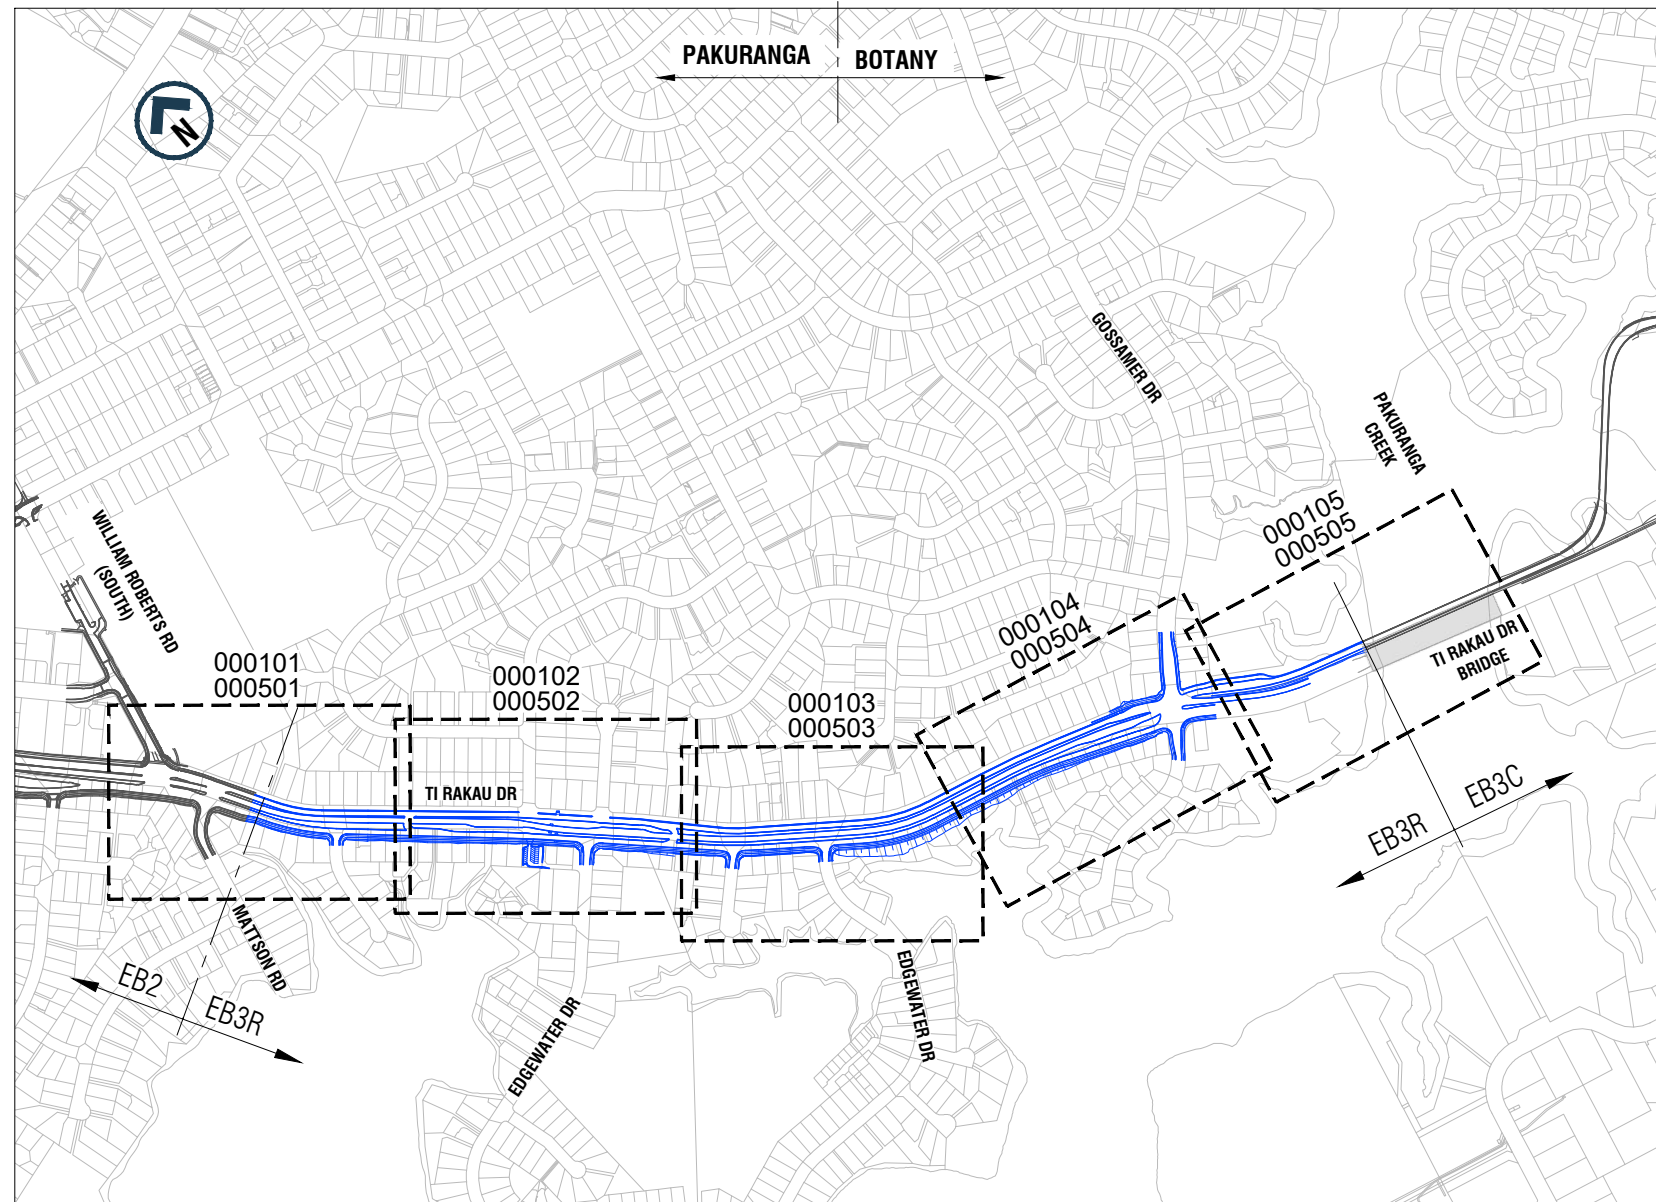 PAKURANGA
BOTANY
N
GOSSAMER DR
PAKURANGA
CREEK
WILLIAM ROBERTS RD
(SOUTH)
000105
000505
000104
000504
000101
000501
000102
000502
000103
000503
TI RAKAU DR
BRIDGE
TI RAKAU DR
EB3C
EB3R
MATTSON RD
EB2
EB3R
EDGEWATER DR
EDGEWATER DR